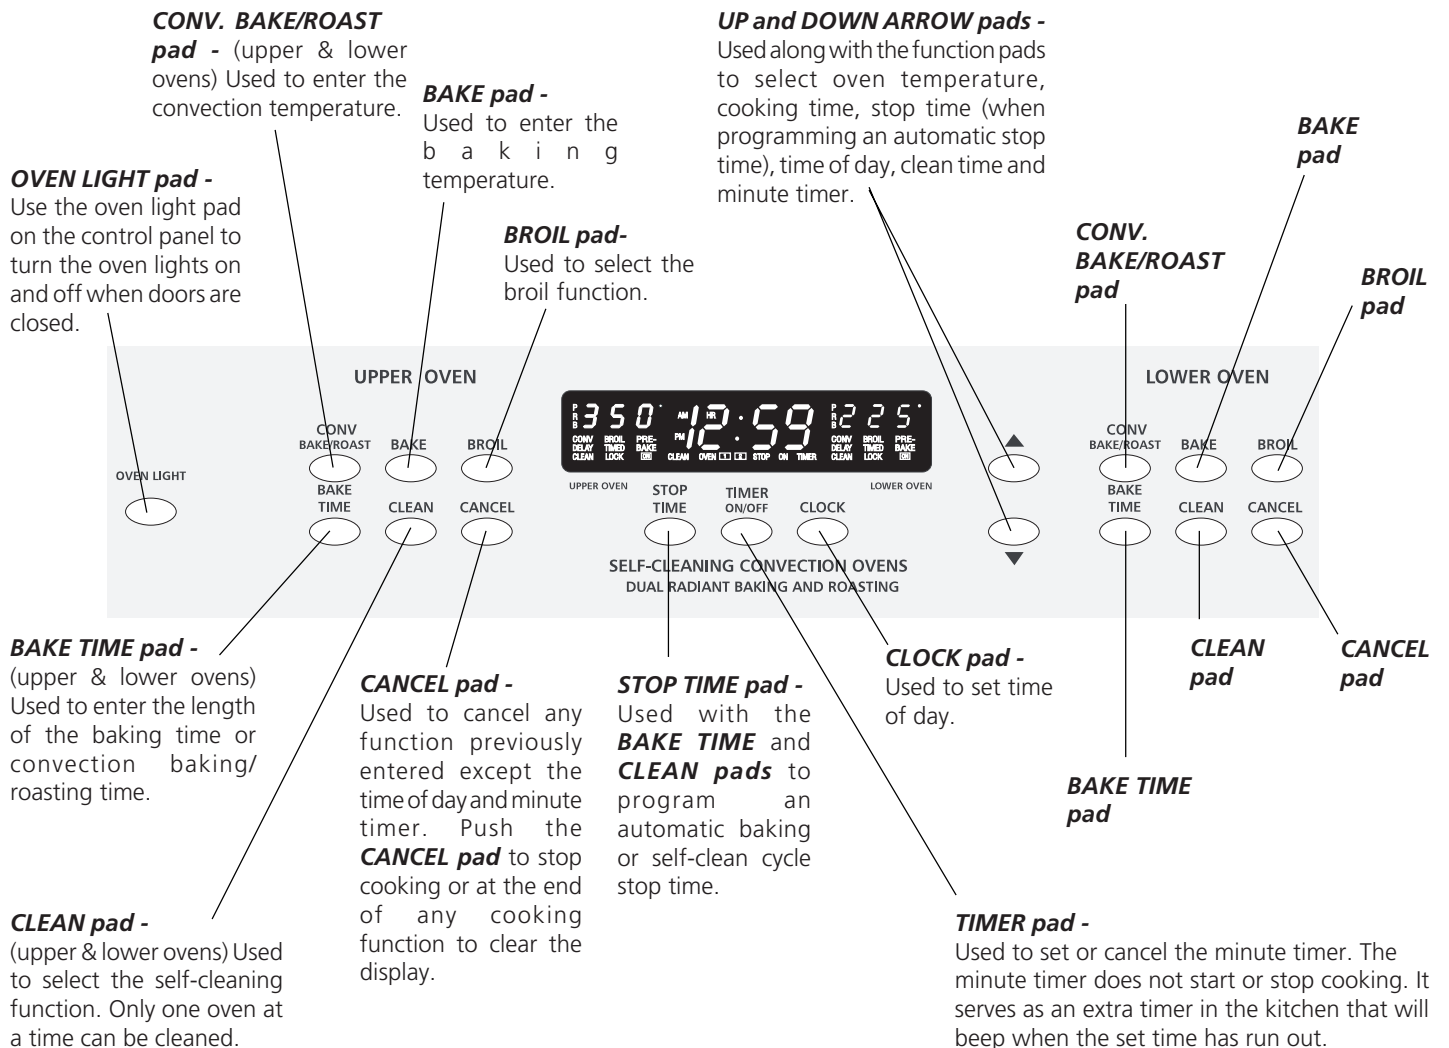 CONV. BAKE/ROAST
pad - (upper & lower
ovens) Used to enter the
convection temperature.
BAKE pad -
Used to enter the
baking
temperature.
UP and DOWN ARROW pads -
Used along with the function pads
to select oven temperature,
cooking time, stop time (when
programming an automatic stop
time), time of day, clean time and
minute timer.
BAKE
pad
OVEN LIGHT pad -
Use the oven light pad
on the control panel to
turn the oven lights on
and off when doors are
closed.
BROIL pad-
Used to select the
broil function.
CONV.
BAKE/ROAST
pad
BROIL
pad
UPPER OVEN
LOWER OVEN
OVEN LIGHT
CONV
BAKE/ROAST
BAKE
BROIL
BAKE
TIME
CLEAN
CANCEL
PRB
350°
CONV BROIL PRE-
DELAY TIMED BAKE
CLEAN LOCK ON
AM HR
PM
12:59
CLEAN OVEN STOP ON TIMER
PRB
225°
CONV BROIL PRE-
DELAY TIMED BAKE
CLEAN LOCK ON
UPPER OVEN
LOWER OVEN
STOP
TIME
TIMER
ON/OFF
CLOCK
SELF-CLEANING CONVECTION OVENS
DUAL RADIANT BAKING AND ROASTING
CONV
BAKE/ROAST
BAKE
BROIL
BAKE
TIME
CLEAN
CANCEL
BAKE TIME pad -
(upper & lower ovens)
Used to enter the length
of the baking time or
convection baking/
roasting time.
CANCEL pad -
Used to cancel any
function previously
entered except the
time of day and minute
timer. Push the
CANCEL pad to stop
cooking or at the end
of any cooking
function to clear the
display.
STOP TIME pad -
Used with the
BAKE TIME and
CLEAN pads to
program an
automatic baking
or self-clean cycle
stop time.
CLOCK pad -
Used to set time
of day.
CLEAN
pad
CANCEL
pad
BAKE TIME
pad
CLEAN pad -
(upper & lower ovens) Used
to select the self-cleaning
function. Only one oven at
a time can be cleaned.
TIMER pad -
Used to set or cancel the minute timer. The
minute timer does not start or stop cooking. It
serves as an extra timer in the kitchen that will
beep when the set time has run out.